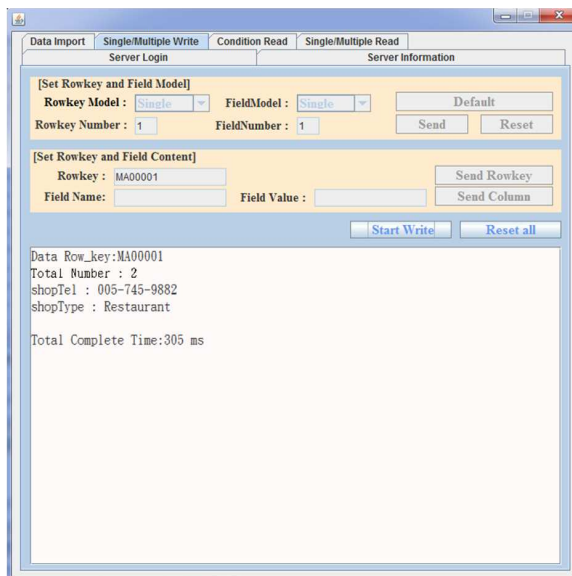 Data Import Single/Multiple Write Condition Read Single/Multiple Read
Server Login Server Information
[Set Rowkey and Field Model]
Rowkey Model : Single FieldModel : Single Default
Rowkey Number : 1 FieldNumber : 1 Send Reset
[Set Rowkey and Field Content]
Rowkey : MA00001 Send Rowkey
Field Name: Field Value : Send Column
Start Write Reset all
Data Row_key:MA00001
Total Number : 2
shopTel : 005-745-9882
shopType : Restaurant
Total Complete Time:305 ms